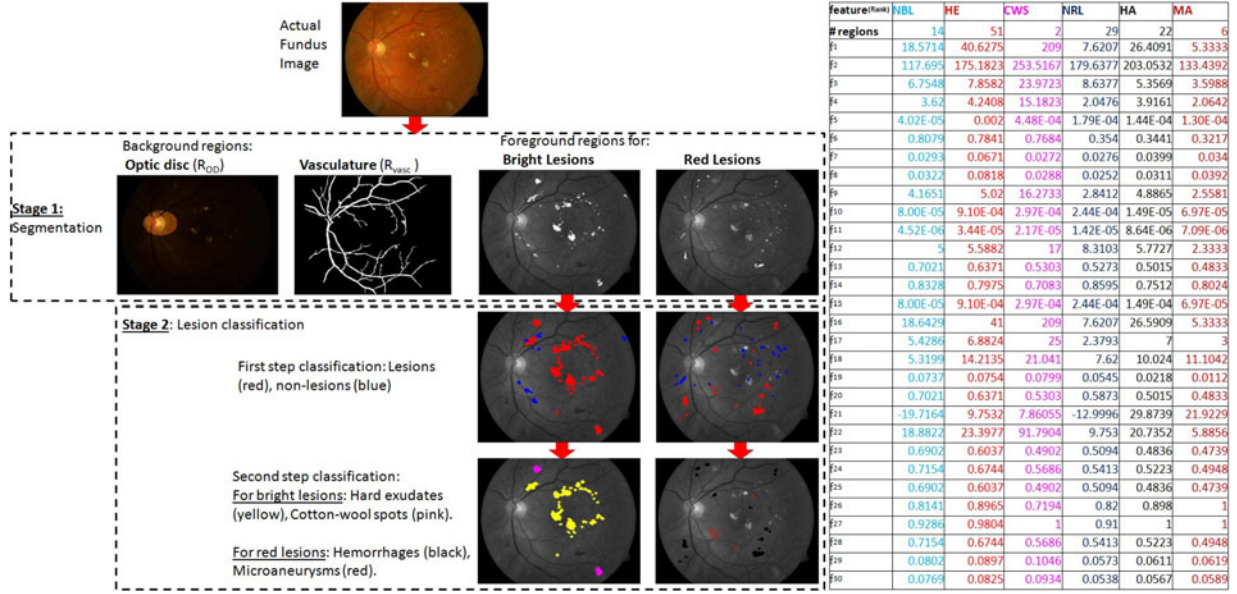 Actual
Fundus
Image
Background regions:
Optic disc (ROD)
Vasculature (Rvasc)
Foreground regions for:
Bright Lesions
Red Lesions
Stage 1:
Segmentation
Stage 2: Lesion classification
First step classification: Lesions
(red), non-lesions (blue)
Second step classification:
For bright lesions: Hard exudates
(yellow), Cotton-wool spots (pink).
For red lesions: Hemorrhages (black),
Microaneurysms (red).
feature(Rank) NBL HE CWS NRL HA MA
# regions 14 51 2 29 22 6
f1 18.5714 40.6275 209 7.6207 26.4091 5.3333
f2 117.695 175.1823 253.5167 179.6377 203.0532 133.4392
f3 6.7548 7.8582 23.9723 8.6377 5.3569 3.5988
f4 3.62 4.2408 15.1823 2.0476 3.9161 2.0642
f5 4.02E-05 0.002 4.48E-04 1.79E-04 1.44E-04 1.30E-04
f6 0.8079 0.7841 0.7684 0.354 0.3441 0.3217
f7 0.0293 0.0671 0.0272 0.0276 0.0399 0.034
f8 0.0322 0.0818 0.0288 0.0252 0.0311 0.0392
f9 4.1651 5.02 16.2733 2.8412 4.8865 2.5581
f10 8.00E-05 9.10E-04 2.97E-04 2.44E-04 1.49E-05 6.97E-05
f11 4.52E-06 3.44E-05 2.17E-05 1.42E-05 8.64E-06 7.09E-06
f12 5 5.5882 17 8.3103 5.7727 2.3333
f13 0.7021 0.6371 0.5303 0.5273 0.5015 0.4833
f14 0.8328 0.7975 0.7083 0.8595 0.7512 0.8024
f15 8.00E-05 9.10E-04 2.97E-04 2.44E-04 1.49E-04 6.97E-05
f16 18.6429 41 209 7.6207 26.5909 5.3333
f17 5.4286 6.8824 25 2.3793 7 3
f18 5.3199 14.2135 21.041 7.62 10.024 11.1042
f19 0.0737 0.0754 0.0799 0.0545 0.0218 0.0112
f20 0.7021 0.6371 0.5303 0.5873 0.5015 0.4833
f21 -19.7164 9.7532 7.86055 -12.9996 29.8739 21.9229
f22 18.8822 23.3977 91.7904 9.753 20.7352 5.8856
f23 0.6902 0.6037 0.4902 0.5094 0.4836 0.4739
f24 0.7154 0.6744 0.5686 0.5413 0.5223 0.4948
f25 0.6902 0.6037 0.4902 0.5094 0.4836 0.4739
f26 0.8141 0.8965 0.7194 0.82 0.898 1
f27 0.9286 0.9804 1 0.91 1 1
f28 0.7154 0.6744 0.5686 0.5413 0.5223 0.4948
f29 0.0802 0.0897 0.1046 0.0573 0.0611 0.0619
f30 0.0769 0.0825 0.0934 0.0538 0.0567 0.0589